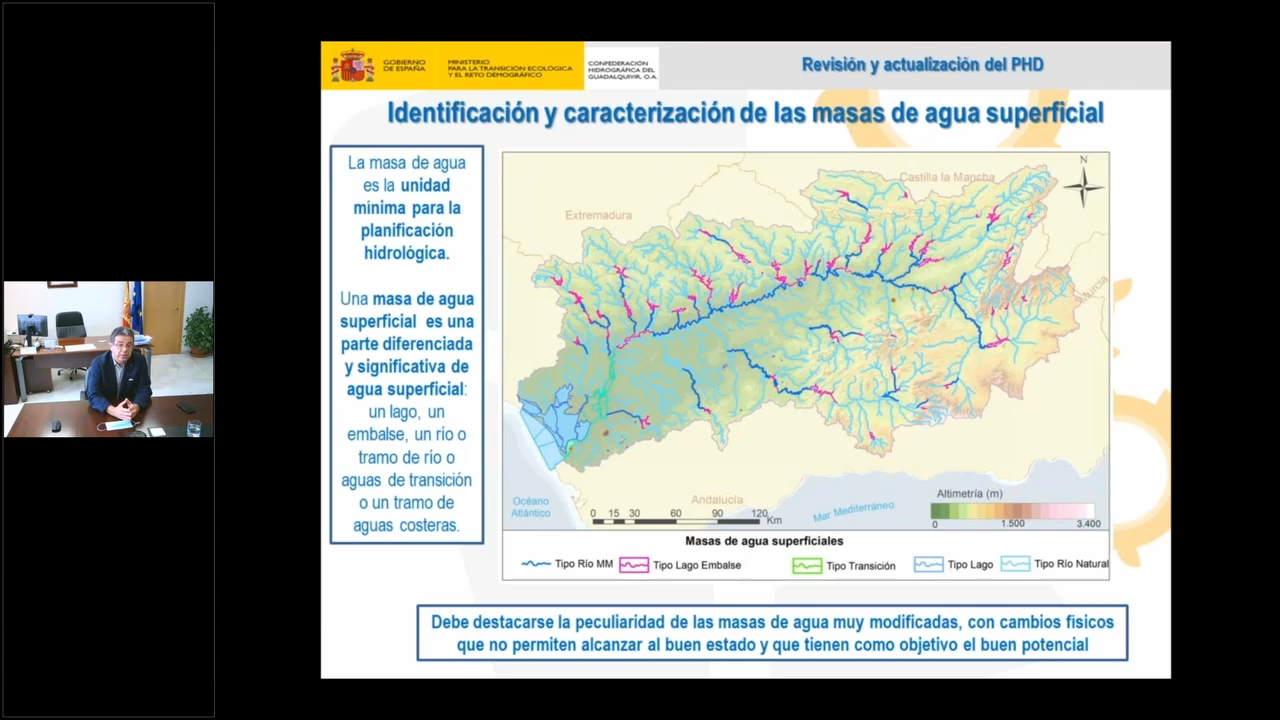 GOBIERNO
DE ESPAÑA
MINISTERIO
PARA LA TRANSICIÓN ECOLÓGICA
Y EL RETO DEMOGRÁFICO
CONFEDERACIÓN
HIDROGRÁFICA DEL
GUADALQUIVIR, O.A.
Revisión y actualización del PHD
Identificación y caracterización de las masas de agua superficial
La masa de agua
es la unidad
mínima para la
planificación
hidrológica.
Una masa de agua
superficial es una
parte diferenciada
y significativa de
agua superficial:
un lago, un
embalse, un río o
tramo de río o
aguas de transición
o un tramo de
aguas costeras.
N
Castilla la Mancha
Extremadura
Murcia
Andalucía
Océano
Atlántico
Mar Mediterráneo
0 15 30 60 90 120
Km
Altimetría (m)
0 1.500 3.400
Masas de agua superficiales
Tipo Río MM
Tipo Lago Embalse
Tipo Transición
Tipo Lago
Tipo Río Natural
Debe destacarse la peculiaridad de las masas de agua muy modificadas, con cambios físicos
que no permiten alcanzar al buen estado y que tienen como objetivo el buen potencial